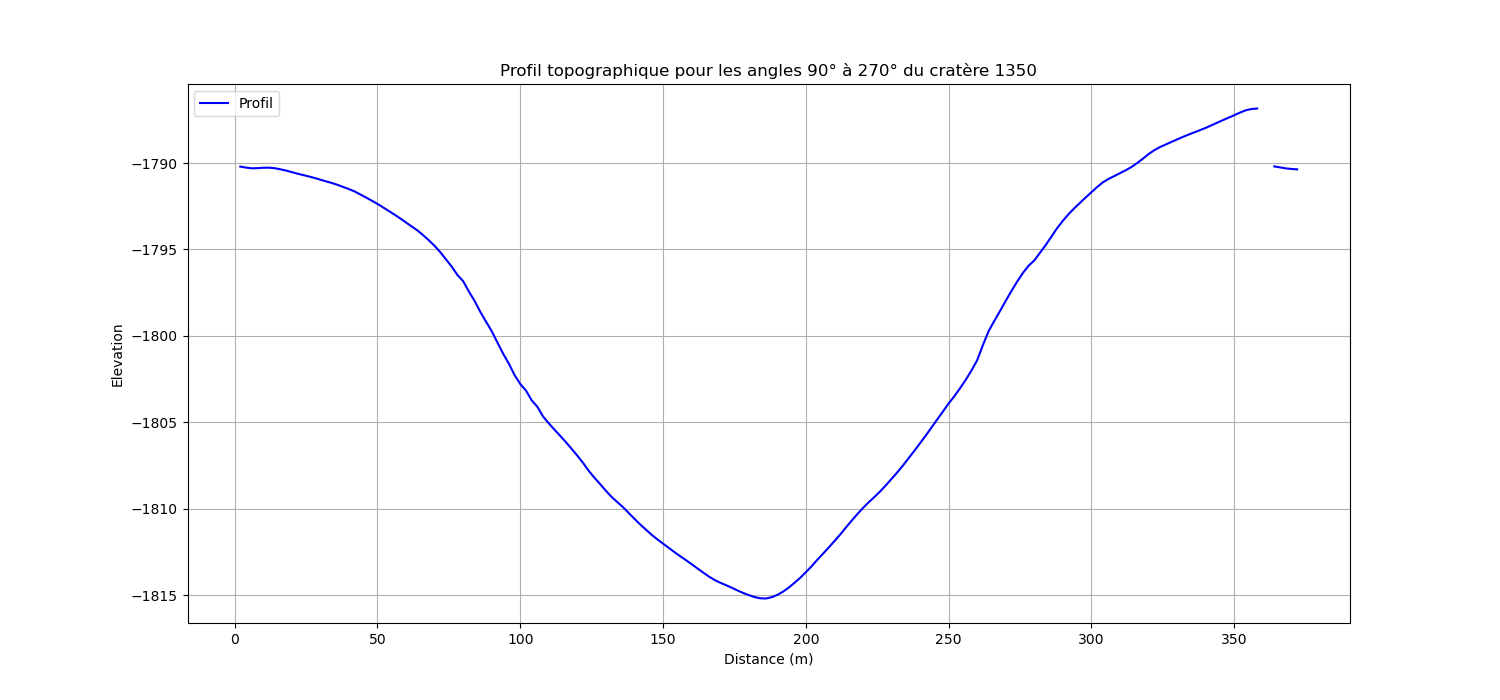 Profil topographique pour les angles 90° à 270° du cratère 1350
Profil
−1790
−1795
−1800
−1805
−1810
−1815
Elevation
0 50 100 150 200 250 300 350
Distance (m)